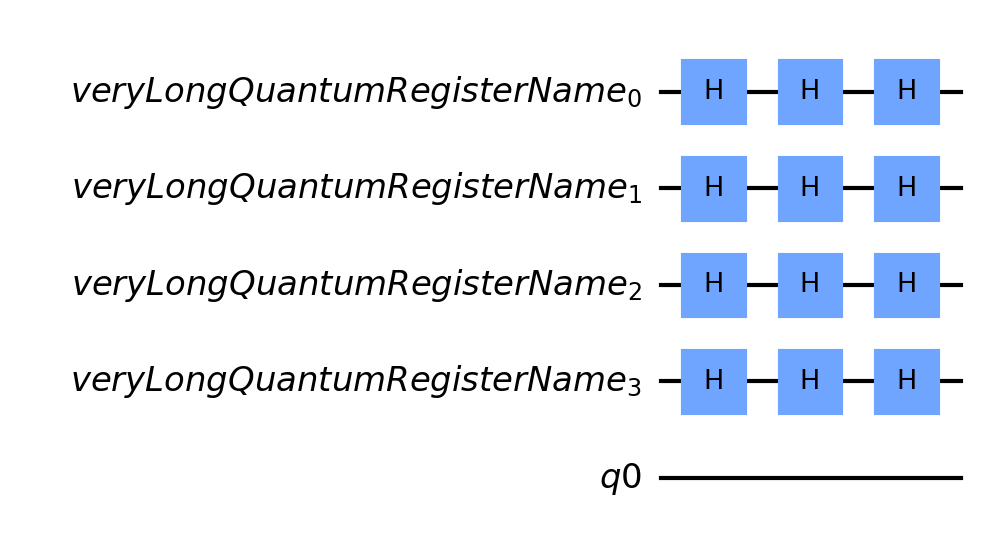 veryLongQuantumRegisterName₀ H H H
veryLongQuantumRegisterName₁ H H H
veryLongQuantumRegisterName₂ H H H
veryLongQuantumRegisterName₃ H H H
q0